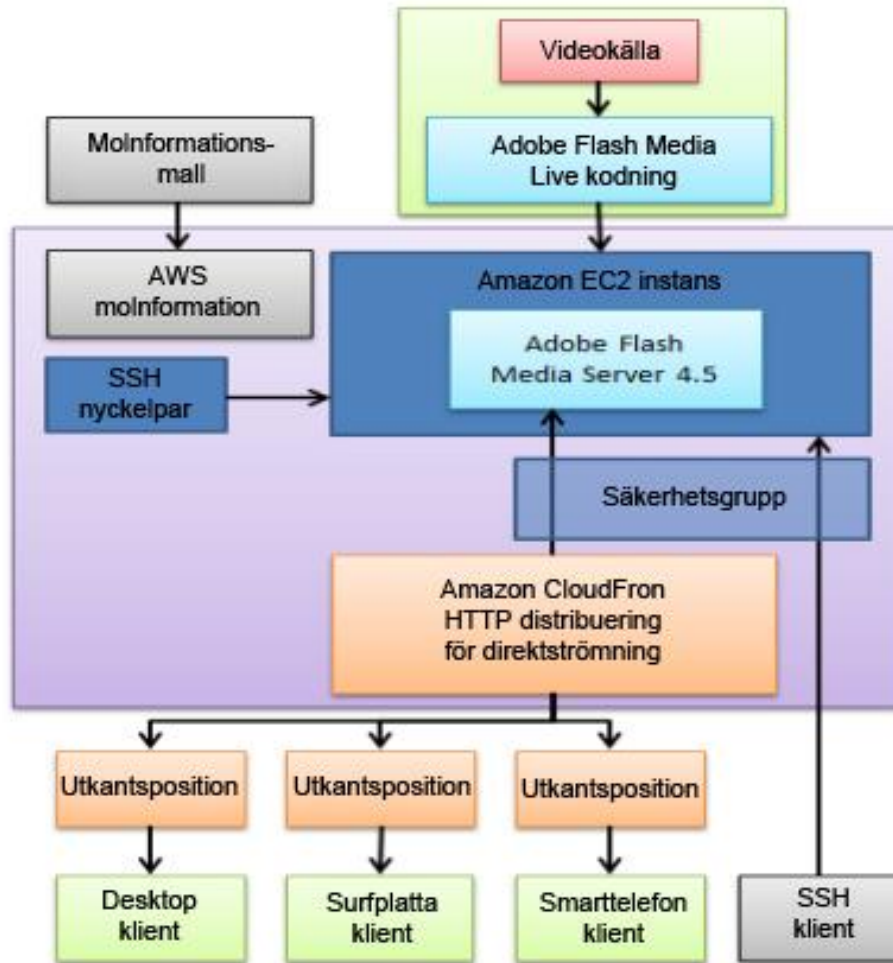 Videokälla
Adobe Flash Media
Live kodning
Molnformations-
mall
AWS
molnformation
Amazon EC2 instans
Adobe Flash
Media Server 4.5
SSH
nyckelpar
Säkerhetsgrupp
Amazon CloudFron
HTTP distribuering
för direktströmning
Utkantsposition
Utkantsposition
Utkantsposition
Desktop
klient
Surfplatta
klient
Smarttelefon
klient
SSH
klient